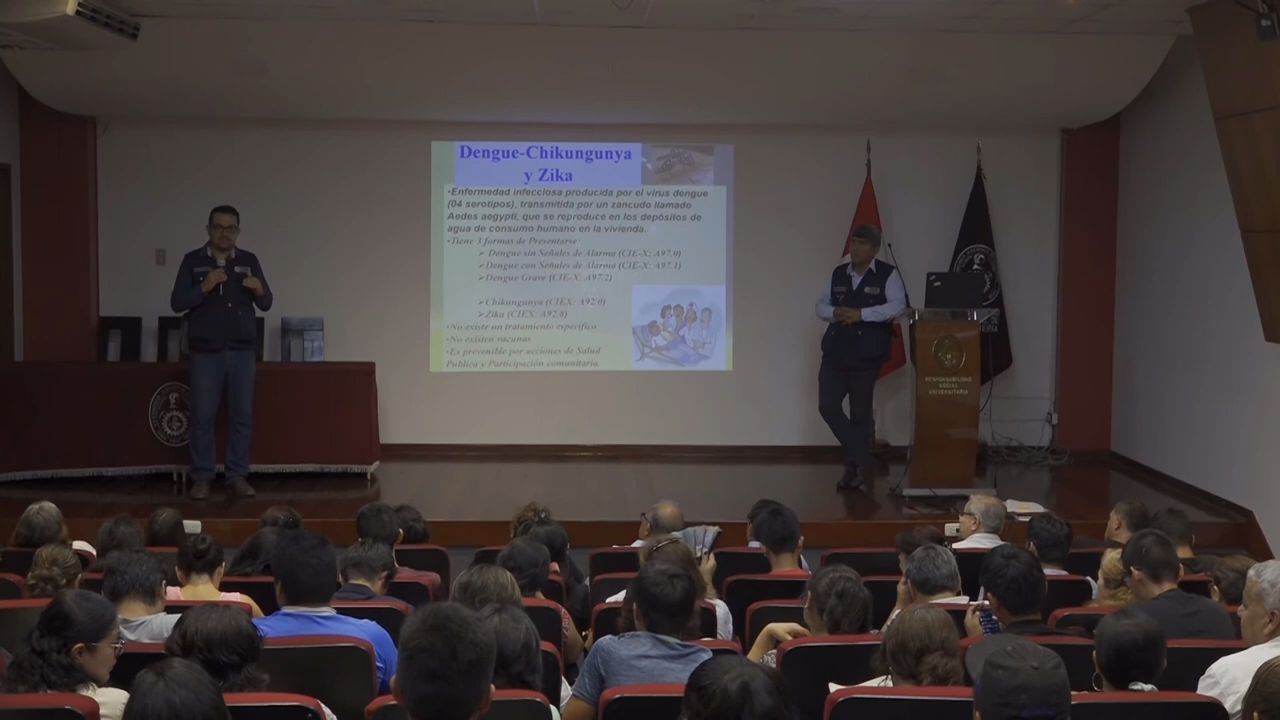 Dengue-Chikungunya
y Zika
•Enfermedad infecciosa producida por el virus dengue
(04 serotipos), transmitida por un zancudo llamado
Aedes aegypti, que se reproduce en los depósitos de
agua de consumo humano en la vivienda.
•Tiene 3 formas de Presentarse
➢ Dengue sin Señales de Alarma (CIE-X: A97.0)
➢Dengue con Señales de Alarma (CIE-X: A97.1)
➢Dengue Grave (CIE-X: A97.2)
➢Chikungunya (CIEX: A92.0)
➢Zika (CIEX: A92.8)
•No existe un tratamiento específico
•No existen vacunas
•Es prevenible por acciones de Salud
Publica y Participación comunitaria.
RESPONSABILIDAD
SOCIAL
UNIVERSITARIA